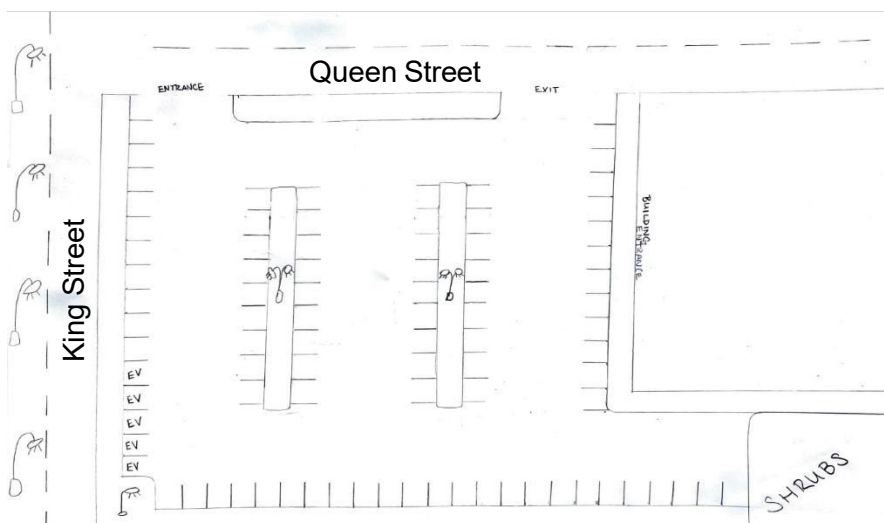 Queen Street
ENTRANCE
EXIT
King Street
BUILDING
ENTRANCE
EV
EV
EV
EV
EV
SHRUBS